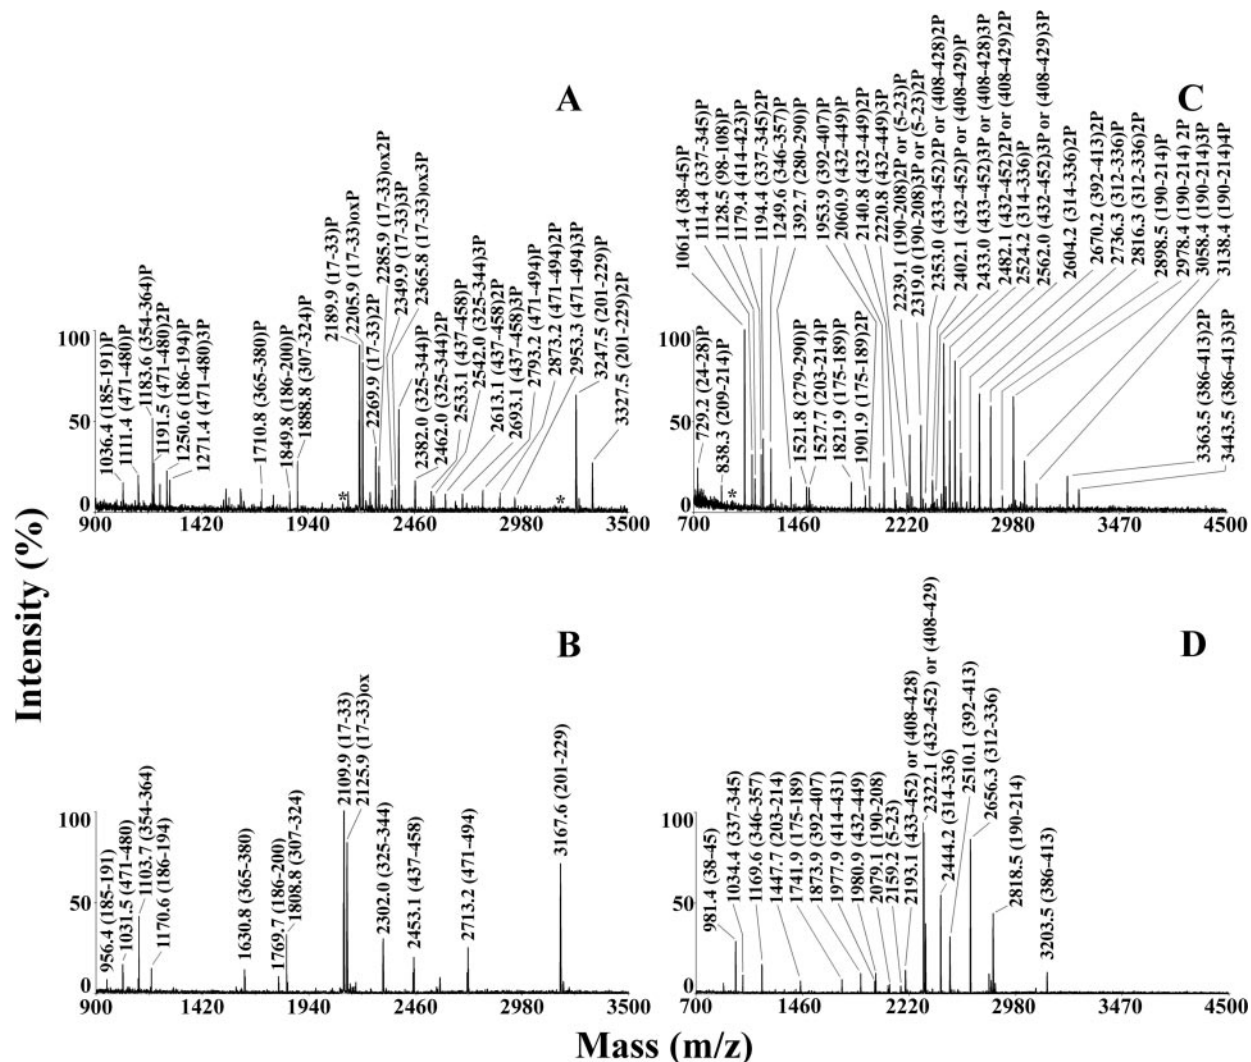 A
1036.4 (185-191)P
1111.4 (471-480)P
1183.6 (354-364)P
1191.5 (471-480)2P
1250.6 (186-194)P
1271.4 (471-480)3P
1710.8 (365-380)P
1849.8 (186-200)P
1888.8 (307-324)P
2189.9 (17-33)P
2205.9 (17-33)oxP
2269.9 (17-33)2P
2285.9 (17-33)ox2P
2349.9 (17-33)3P
2365.8 (17-33)ox3P
2382.0 (325-344)P
2462.0 (325-344)2P
2533.1 (437-458)P
2542.0 (325-344)3P
2613.1 (437-458)2P
2693.1 (437-458)3P
2793.2 (471-494)P
2873.2 (471-494)2P
2953.3 (471-494)3P
3247.5 (201-229)P
3327.5 (201-229)2P
100
50
0
* *
900 1420 1940 2460 2980 3500
C
729.2 (24-28)P
838.3 (209-214)P
1061.4 (38-45)P
1114.4 (337-345)P
1128.5 (98-108)P
1179.4 (414-423)P
1194.4 (337-345)2P
1249.6 (346-357)P
1392.7 (280-290)P
1521.8 (279-290)P
1527.7 (203-214)P
1821.9 (175-189)P
1901.9 (175-189)2P
1953.9 (392-407)P
2060.9 (432-449)P
2140.8 (432-449)2P
2220.8 (432-449)3P
2239.1 (190-208)2P or (5-23)P
2319.0 (190-208)3P or (5-23)2P
2353.0 (433-452)2P or (408-428)2P
2402.1 (432-452)P or (408-429)P
2433.0 (433-452)3P or (408-428)3P
2482.1 (432-452)2P or (408-429)2P
2524.2 (314-336)P
2562.0 (432-452)3P or (408-429)3P
2604.2 (314-336)2P
2670.2 (392-413)2P
2736.3 (312-336)P
2816.3 (312-336)2P
2898.5 (190-214)P
2978.4 (190-214) 2P
3058.4 (190-214)3P
3138.4 (190-214)4P
3363.5 (386-413)2P
3443.5 (386-413)3P
100
50
0
*
700 1460 2220 2980 3470 4500
Intensity (%)
B
956.4 (185-191)
1031.5 (471-480)
1103.7 (354-364)
1170.6 (186-194)
1630.8 (365-380)
1769.7 (186-200)
1808.8 (307-324)
2109.9 (17-33)
2125.9 (17-33)ox
2302.0 (325-344)
2453.1 (437-458)
2713.2 (471-494)
3167.6 (201-229)
100
50
0
900 1420 1940 2460 2980 3500
D
981.4 (38-45)
1034.4 (337-345)
1169.6 (346-357)
1447.7 (203-214)
1741.9 (175-189)
1873.9 (392-407)
1977.9 (414-431)
1980.9 (432-449)
2079.1 (190-208)
2159.2 (5-23)
2193.1 (433-452) or (408-428)
2322.1 (432-452) or (408-429)
2444.2 (314-336)
2510.1 (392-413)
2656.3 (312-336)
2818.5 (190-214)
3203.5 (386-413)
100
50
0
700 1460 2220 2980 3470 4500
Mass (m/z)